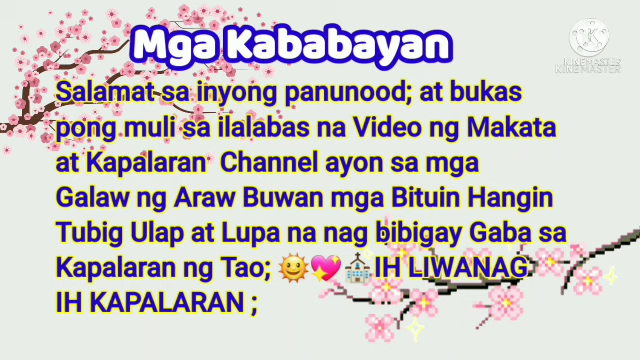 Mga Kababayan
KINEMASTER
KINEMASTER
Salamat sa inyong panunood; at bukas
pong muli sa ilalabas na Video ng Makata
at Kapalaran Channel ayon sa mga
Galaw ng Araw Buwan mga Bituin Hangin
Tubig Ulap at Lupa na nag bibigay Gaba sa
Kapalaran ng Tao; 🌞💖⛪IH LIWANAG
IH KAPALARAN ;